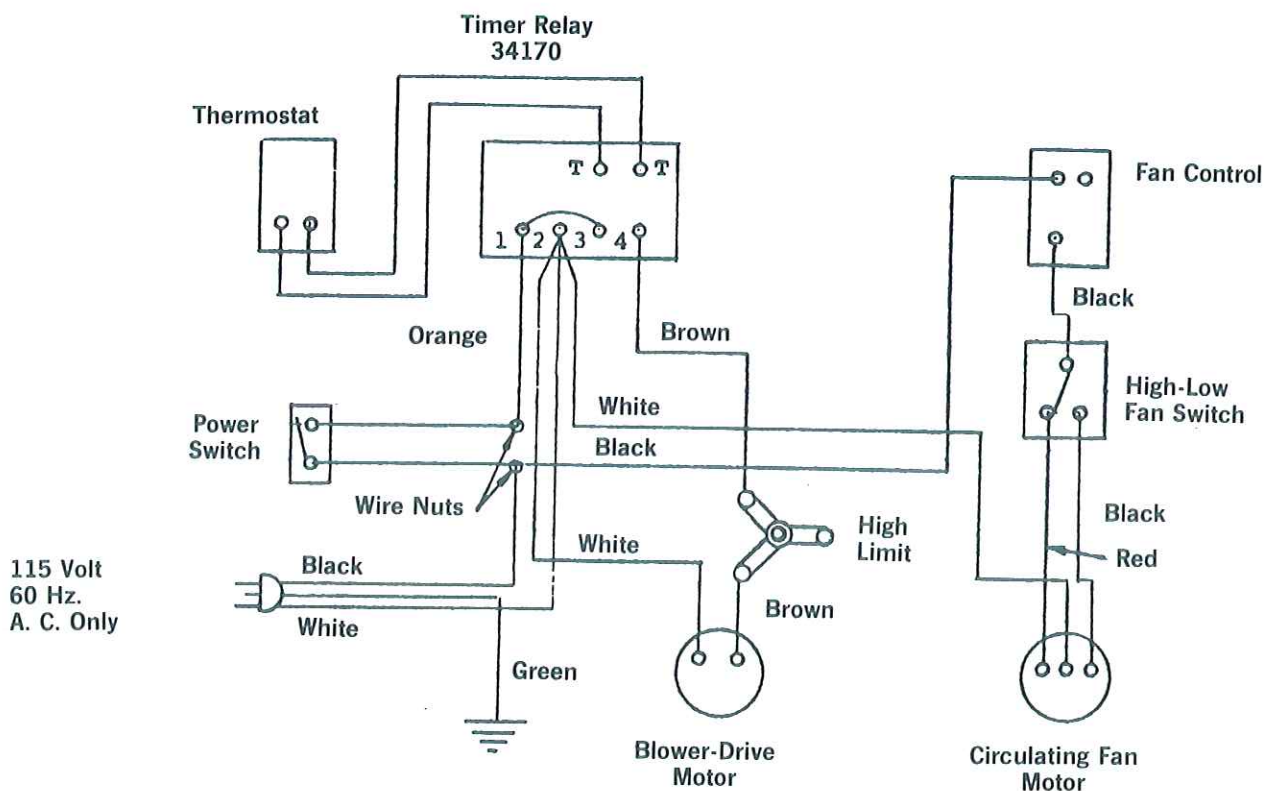 Timer Relay
34170
Thermostat
T T
Fan Control
1 2 3 4
Black
Orange
Brown
High-Low
Fan Switch
White
Power
Switch
Black
Wire Nuts
High
Limit
Black
White
Red
115 Volt
60 Hz.
A. C. Only
Black
Brown
White
Green
Blower-Drive
Motor
Circulating Fan
Motor